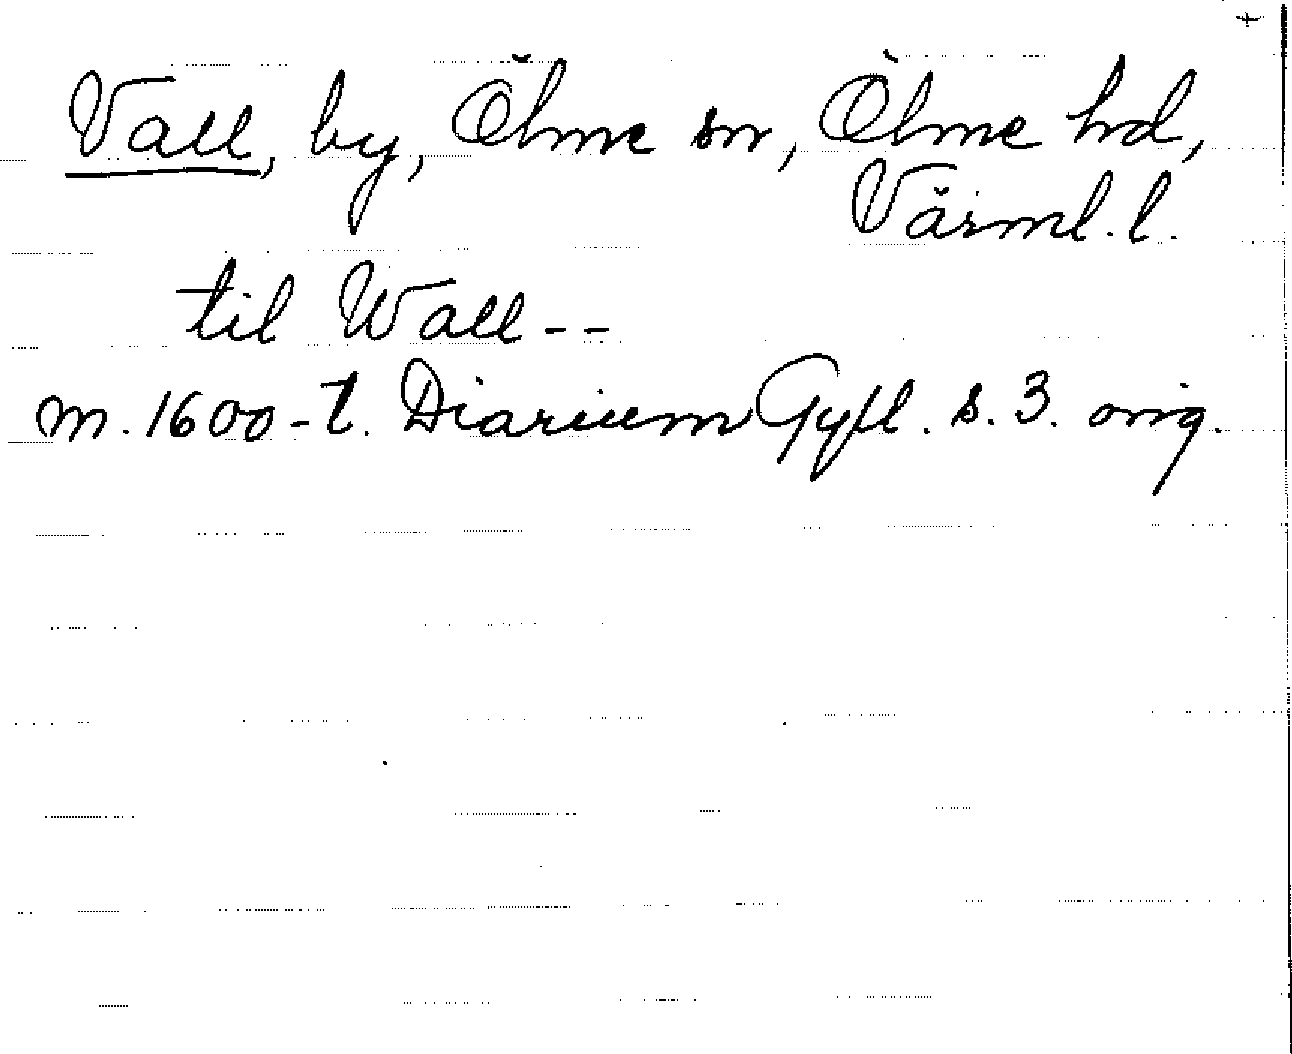 Vall, by, Ölme sn, Ölme hd,
Värml. l.
til Wall--
m. 1600-t. Diarium Gyll. s. 3. orig.